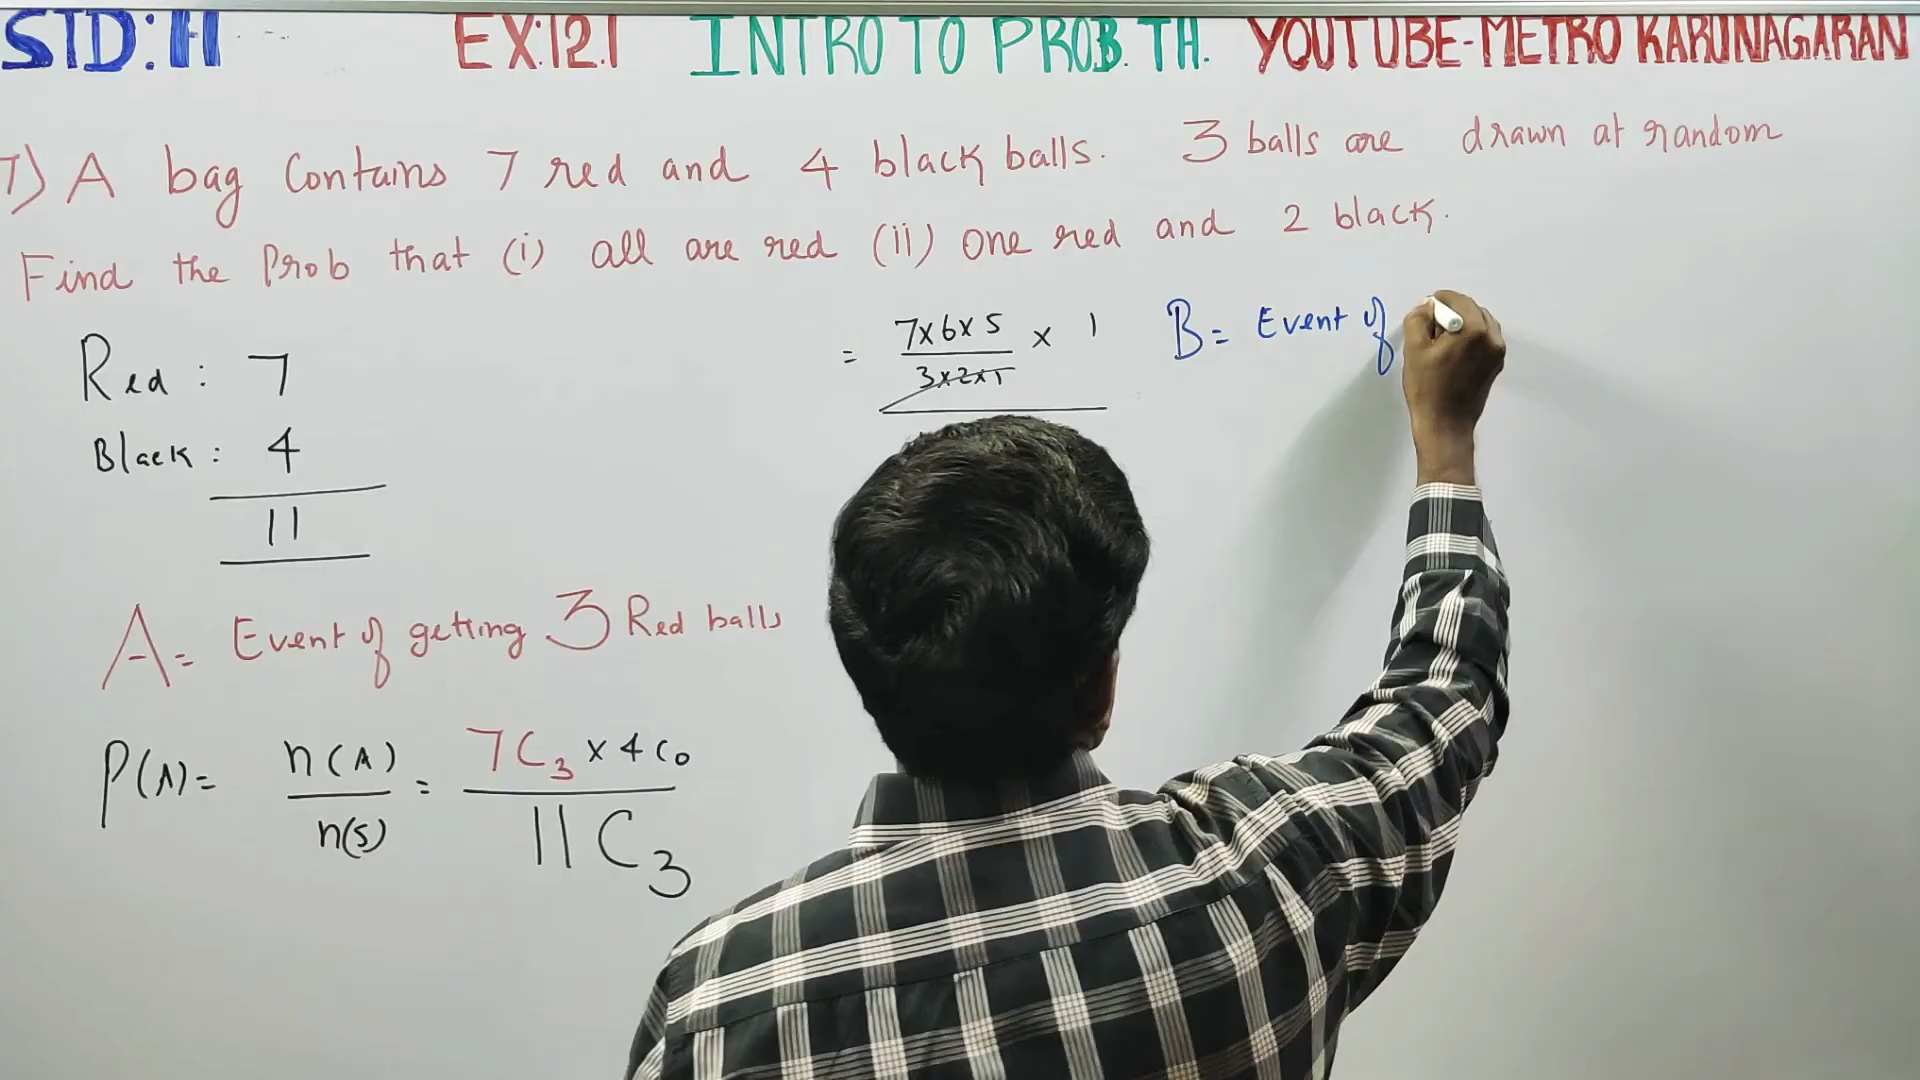 STD: 11 EX:12.1 INTRO TO PROB. TH. YOUTUBE-METRO KARUNAGARAN
7) A bag Contains 7 red and 4 black balls. 3 balls are drawn at random
Find the Prob that (i) all are red (ii) one red and 2 black.
Red : 7
Black : 4
11
A = Event of getting 3 Red balls
P(A) = n(A) / n(S) = 7C₃ x 4C₀ / 11C₃
= 7x6x5 / 3x2x1 x 1
B = Event of